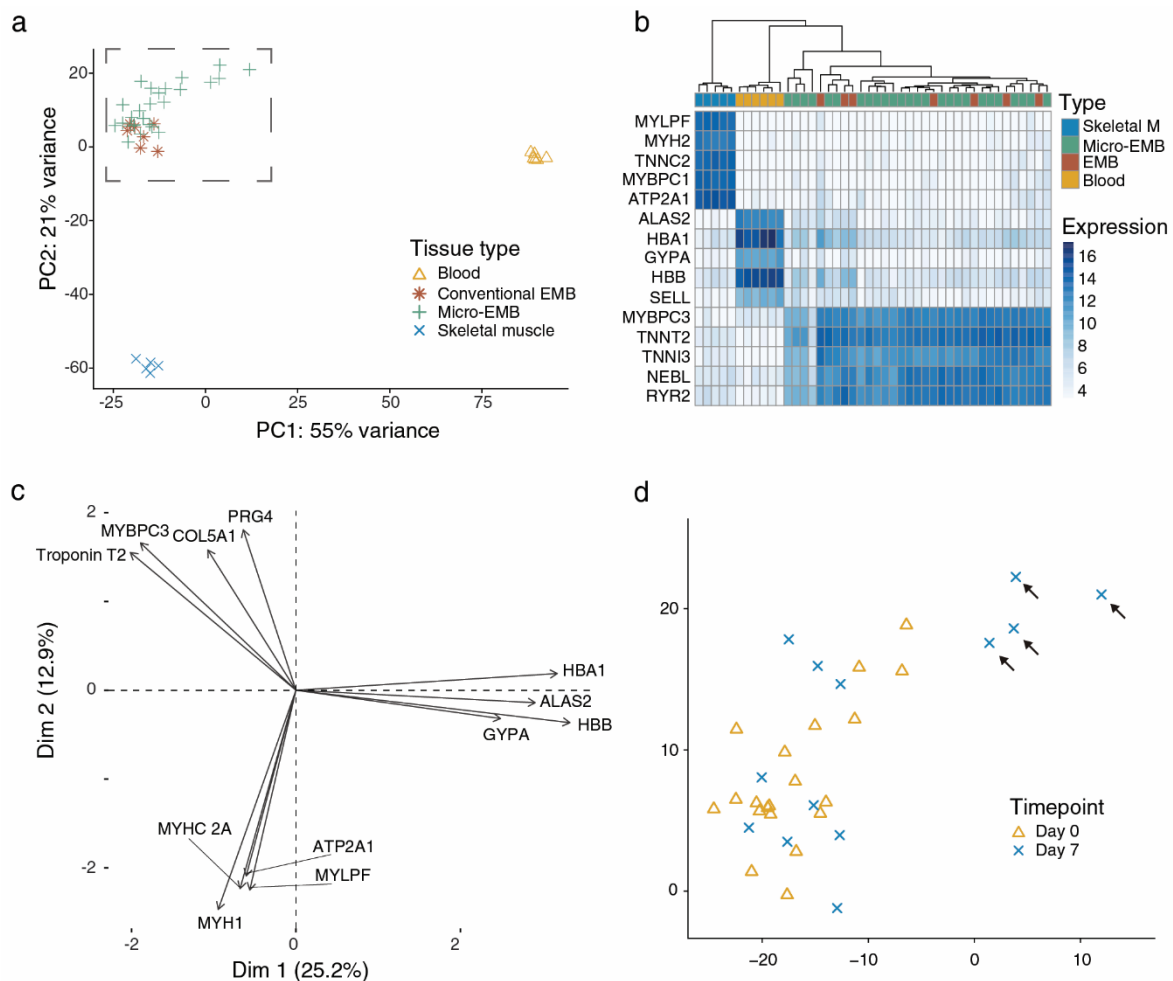 a
20
0
-20
-40
-60
PC2: 21% variance
-25
0
25
50
75
PC1: 55% variance
Tissue type
Blood
Conventional EMB
Micro-EMB
Skeletal muscle
b
MYLPF
MYH2
TNNC2
MYBPC1
ATP2A1
ALAS2
HBA1
GYPA
HBB
SELL
MYBPC3
TNNT2
TNNI3
NEBL
RYR2
Type
Skeletal M
Micro-EMB
EMB
Blood
Expression
16
14
12
10
8
6
4
c
2
0
-2
Dim 2 (12.9%)
PRG4
MYBPC3
COL5A1
Troponin T2
HBA1
ALAS2
HBB
GYPA
MYHC 2A
ATP2A1
MYLPF
MYH1
-2
0
2
Dim 1 (25.2%)
d
20
10
0
Timepoint
Day 0
Day 7
−20
−10
0
10